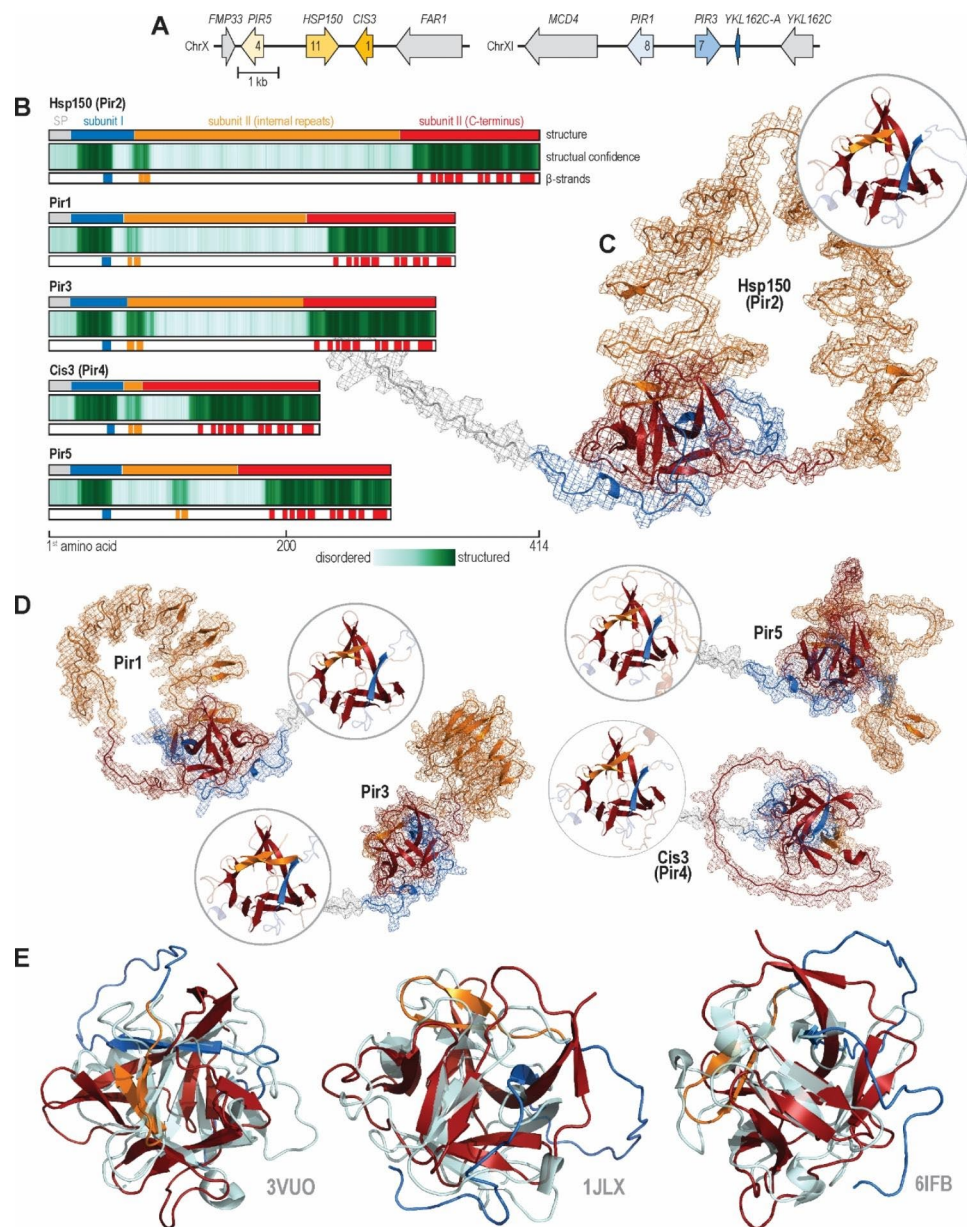 A
FMP33 PIR5 HSP150 CIS3 FAR1 MCD4 PIR1 PIR3 YKL162C-A YKL162C
ChrX 4 11 1 ChrXI 8 7
1 kb
B
Hsp150 (Pir2)
SP subunit I subunit II (internal repeats) subunit II (C-terminus)
structure
structual confidence
β-strands
Pir1
C
Hsp150
(Pir2)
Pir3
Cis3 (Pir4)
Pir5
1st amino acid 200 414
disordered structured
D
Pir1
Pir5
Pir3
Cis3
(Pir4)
E
3VUO 1JLX 6IFB